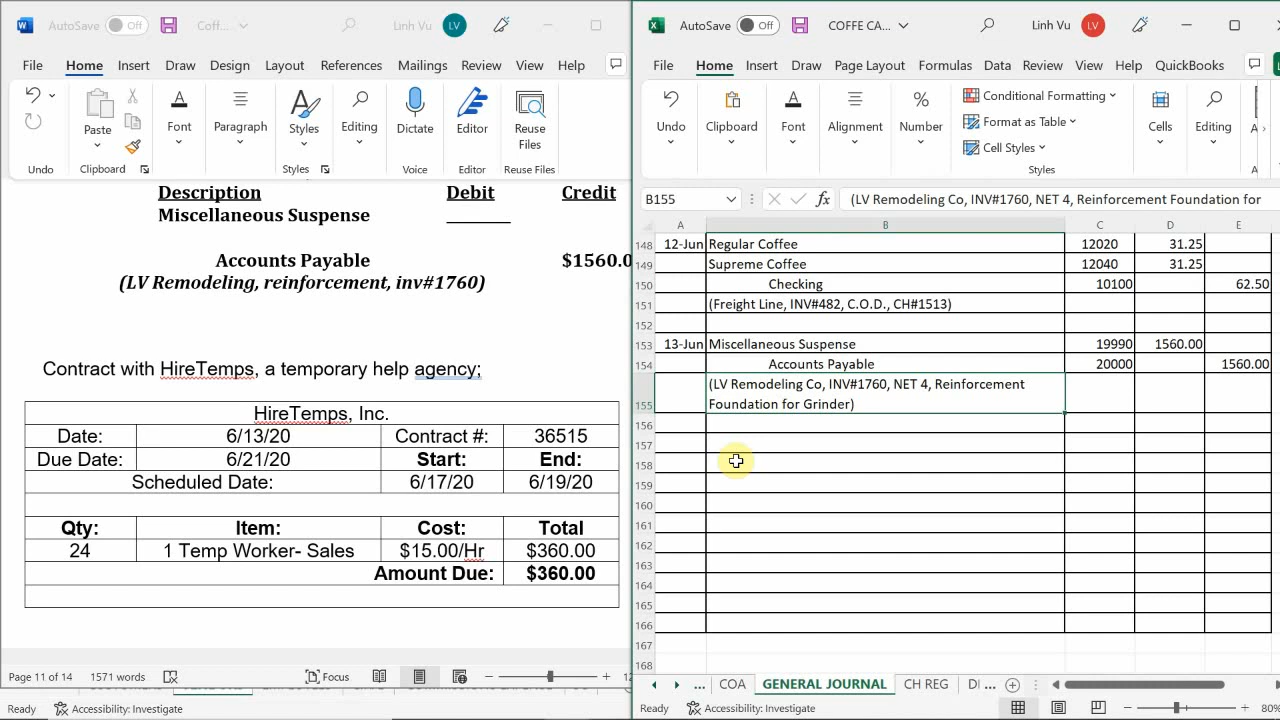 AutoSave Off Coff... Linh Vu LV
File Home Insert Draw Design Layout References Mailings Review View Help
Paste Font Paragraph Styles Editing Dictate Editor Reuse Files
Undo Clipboard Styles Voice Editor Reuse Files
Description Debit Credit
Miscellaneous Suspense
Accounts Payable $1560.0
(LV Remodeling, reinforcement, inv#1760)
Contract with HireTemps, a temporary help agency;
HireTemps, Inc.
Date: 6/13/20 Contract #: 36515
Due Date: 6/21/20 Start: End:
Scheduled Date: 6/17/20 6/19/20
Qty: Item: Cost: Total
24 1 Temp Worker- Sales $15.00/Hr $360.00
Amount Due: $360.00
Page 11 of 14 1571 words Focus
Ready Accessibility: Investigate
AutoSave Off COFFE CA... Linh Vu LV
File Home Insert Draw Page Layout Formulas Data Review View Help QuickBooks
Undo Clipboard Font Alignment Number Conditional Formatting Cells Editing
Format as Table
Cell Styles
Styles
B155 fx (LV Remodeling Co, INV#1760, NET 4, Reinforcement Foundation for
A B C D E
148 12-Jun Regular Coffee 12020 31.25
149 Supreme Coffee 12040 31.25
150 Checking 10100 62.50
151 (Freight Line, INV#482, C.O.D., CH#1513)
152
153 13-Jun Miscellaneous Suspense 19990 1560.00
154 Accounts Payable 20000 1560.00
(LV Remodeling Co, INV#1760, NET 4, Reinforcement
155 Foundation for Grinder)
156
157
158
159
160
161
162
163
164
165
166
167
168
... COA GENERAL JOURNAL CH REG DI ...
Ready Accessibility: Investigate 80%